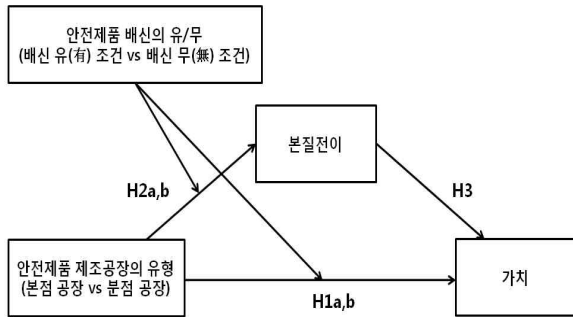 안전제품 배신의 유/무
(배신 유(有) 조건 vs 배신 무(無) 조건)
본질전이
H2a,b
H3
안전제품 제조공장의 유형
(본점 공장 vs 분점 공장)
가치
H1a,b